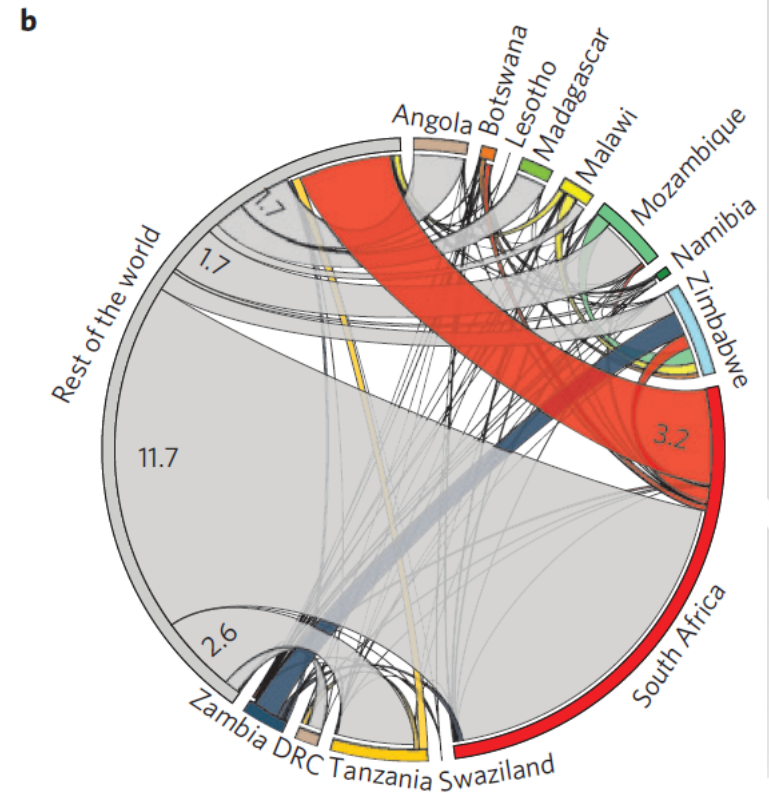 b
Angola
Botswana
Lesotho
Madagascar
Malawi
Mozambique
Namibia
Zimbabwe
South Africa
Swaziland
Tanzania
DRC
Zambia
Rest of the world
1.7
1.7
11.7
2.6
3.2